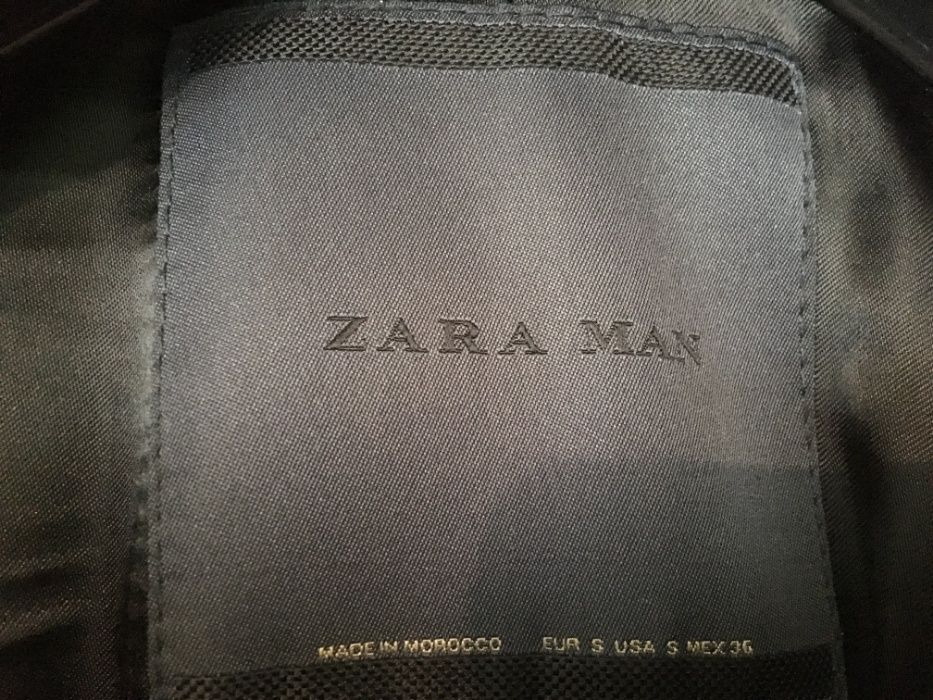 ZARA MAN
MADE IN MOROCCO EUR S USA S MEX 36